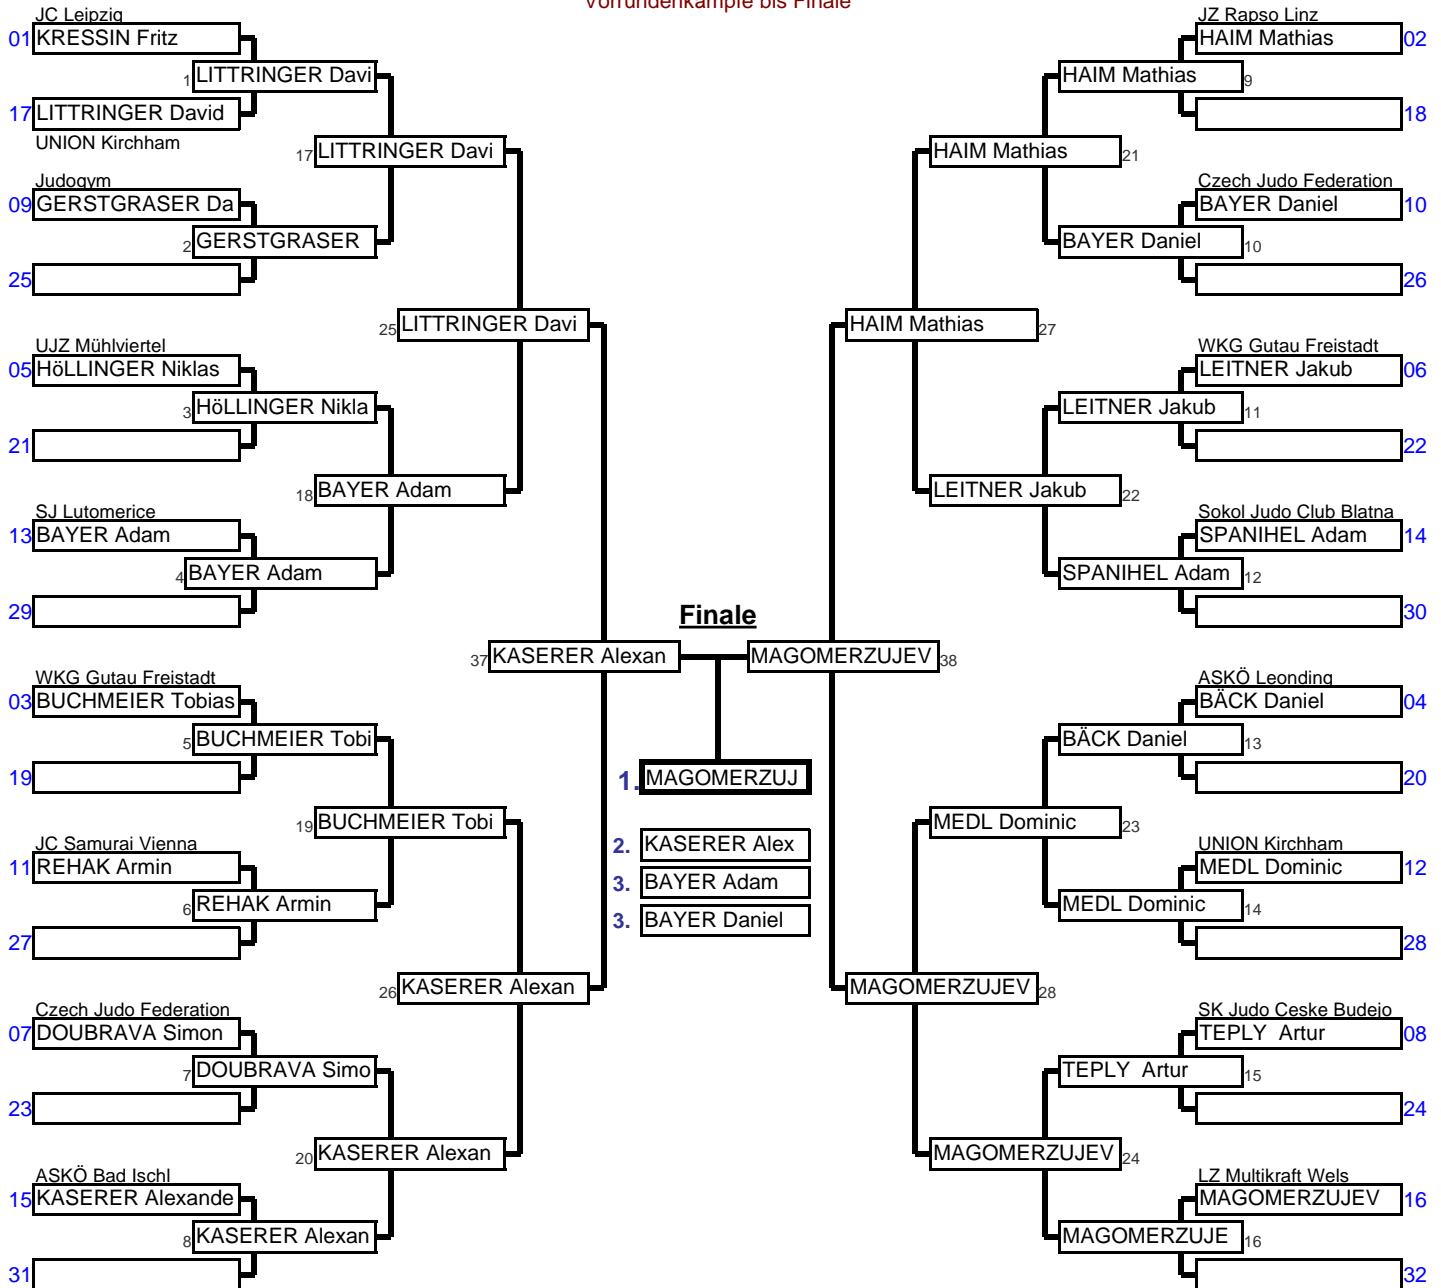 Vorrundenkämpfe bis Finale
JC Leipzig
01 KRESSIN Fritz
1 LITTRINGER Davi
17 LITTRINGER David
UNION Kirchham
17 LITTRINGER Davi
Judogym
09 GERSTGRASER Da
2 GERSTGRASER
25
25 LITTRINGER Davi
UJZ Mühlviertel
05 HöLLINGER Niklas
3 HöLLINGER Nikla
21
18 BAYER Adam
SJ Lutomerice
13 BAYER Adam
4 BAYER Adam
29
37 KASERER Alexan
WKG Gutau Freistadt
03 BUCHMEIER Tobias
5 BUCHMEIER Tobi
19
19 BUCHMEIER Tobi
JC Samurai Vienna
11 REHAK Armin
6 REHAK Armin
27
26 KASERER Alexan
Czech Judo Federation
07 DOUBRAVA Simon
7 DOUBRAVA Simo
23
20 KASERER Alexan
ASKÖ Bad Ischl
15 KASERER Alexande
8 KASERER Alexan
31
Finale
1. MAGOMERZUJ
2. KASERER Alex
3. BAYER Adam
3. BAYER Daniel
JZ Rapso Linz
HAIM Mathias 02
HAIM Mathias 9
18
HAIM Mathias 21
Czech Judo Federation
BAYER Daniel 10
BAYER Daniel 10
26
HAIM Mathias 27
WKG Gutau Freistadt
LEITNER Jakub 06
LEITNER Jakub 11
22
LEITNER Jakub 22
Sokol Judo Club Blatna
SPANIHEL Adam 14
SPANIHEL Adam 12
30
MAGOMERZUJEV 38
ASKÖ Leonding
BÄCK Daniel 04
BÄCK Daniel 13
20
MEDL Dominic 23
UNION Kirchham
MEDL Dominic 12
MEDL Dominic 14
28
MAGOMERZUJEV 28
SK Judo Ceske Budejo
TEPLY Artur 08
TEPLY Artur 15
24
MAGOMERZUJEV 24
LZ Multikraft Wels
MAGOMERZUJEV 16
MAGOMERZUJE 16
32